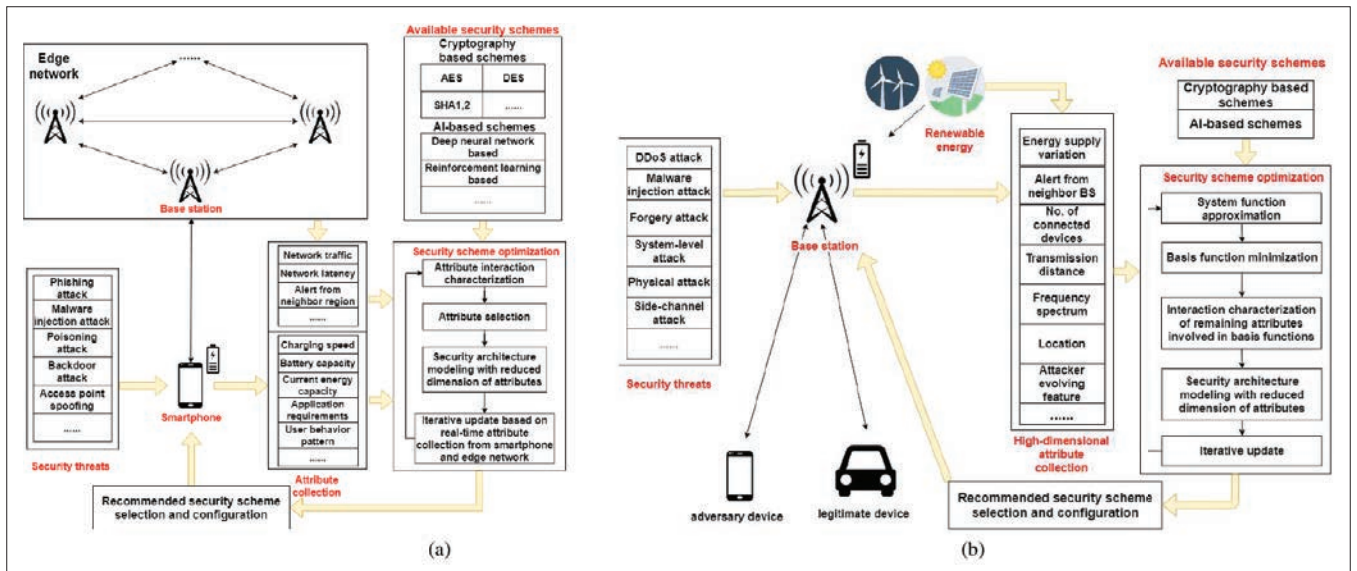 Edge
network
......
Base station
Available security schemes
Cryptography
based schemes
AES
DES
SHA1,2
......
AI-based schemes
Deep neural network
based
Reinforcement learning
based
......
Phishing
attack
Malware
injection attack
Poisoning
attack
Backdoor
attack
Access point
spoofing
......
Security threats
Smartphone
Network traffic
Network latency
Alert from
neighbor region
......
Charging speed
Battery capacity
Current energy
capacity
Application
requirements
User behavior
pattern
......
Attribute
collection
Security scheme optimization
Attribute interaction
characterization
Attribute selection
Security architecture
modeling with reduced
dimension of attributes
Iterative update based on
real-time attribute
collection from smartphone
and edge network
Recommended security scheme
selection and configuration
(a)
DDoS attack
Malware
injection attack
Forgery attack
System-level
attack
Physical attack
Side-channel
attack
......
Security threats
Base station
Renewable
energy
adversary device
legitimate device
Energy supply
variation
Alert from
neighbor BS
No. of
connected
devices
Transmission
distance
Frequency
spectrum
Location
Attacker
evolving
feature
......
High-dimensional
attribute
collection
Available security schemes
Cryptography based
schemes
AI-based schemes
Security scheme optimization
System function
approximation
Basis function minimization
Interaction characterization
of remaining attributes
involved in basis functions
Security architecture
modeling with reduced
dimension of attributes
Iterative update
Recommended security scheme
selection and configuration
(b)